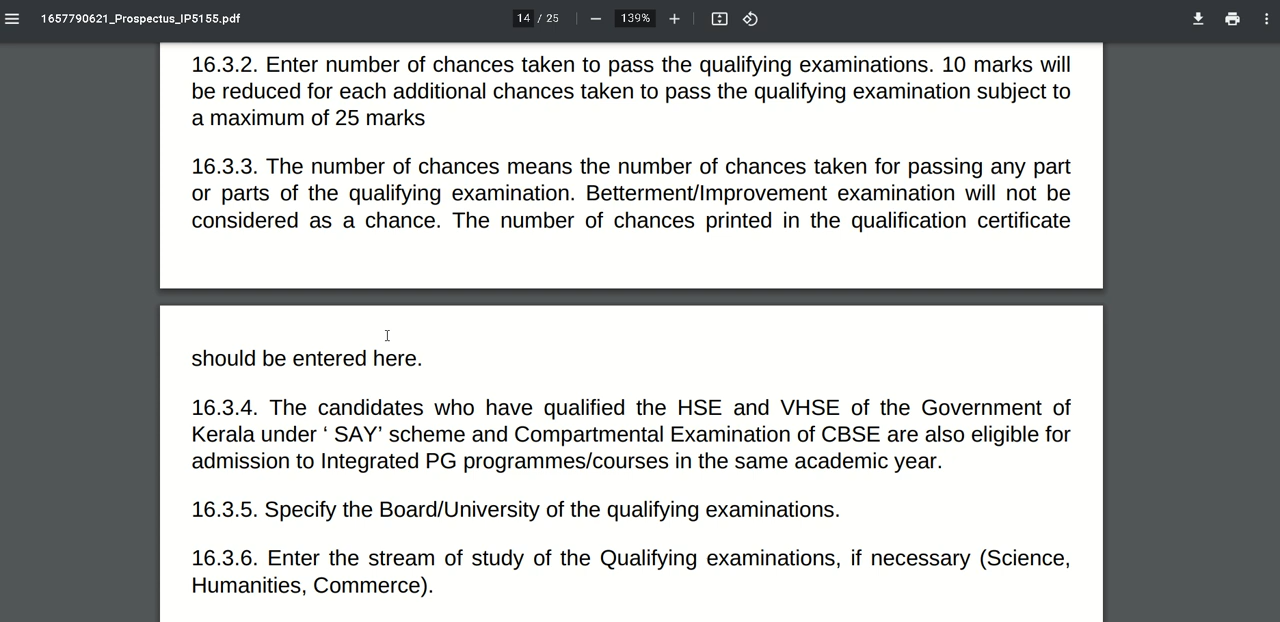 1657790621_Prospectus_IP5155.pdf
14 / 25
139%
16.3.2. Enter number of chances taken to pass the qualifying examinations. 10 marks will
be reduced for each additional chances taken to pass the qualifying examination subject to
a maximum of 25 marks
16.3.3. The number of chances means the number of chances taken for passing any part
or parts of the qualifying examination. Betterment/Improvement examination will not be
considered as a chance. The number of chances printed in the qualification certificate
should be entered here.
16.3.4. The candidates who have qualified the HSE and VHSE of the Government of
Kerala under ‘ SAY’ scheme and Compartmental Examination of CBSE are also eligible for
admission to Integrated PG programmes/courses in the same academic year.
16.3.5. Specify the Board/University of the qualifying examinations.
16.3.6. Enter the stream of study of the Qualifying examinations, if necessary (Science,
Humanities, Commerce).